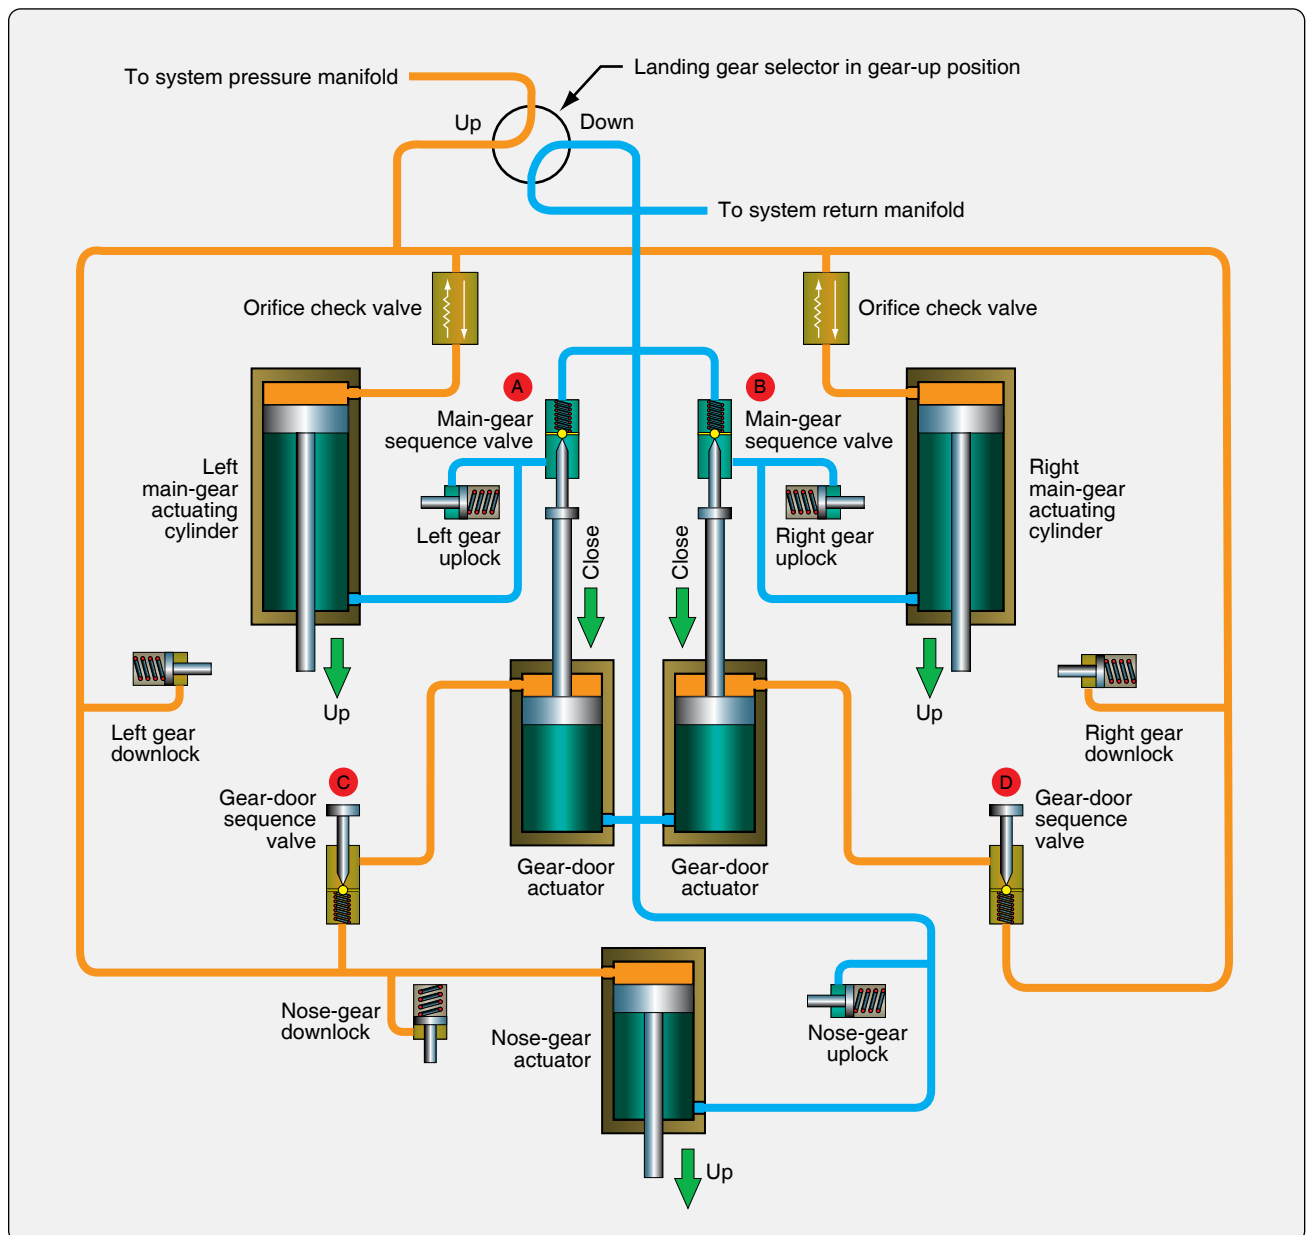 To system pressure manifold
Landing gear selector in gear-up position
Up
Down
To system return manifold
Orifice check valve
Orifice check valve
A
Main-gear
sequence valve
B
Main-gear
sequence valve
Left
main-gear
actuating
cylinder
Right
main-gear
actuating
cylinder
Left gear
uplock
Close
Close
Right gear
uplock
Up
Up
Left gear
downlock
Right gear
downlock
C
Gear-door
sequence
valve
D
Gear-door
sequence
valve
Gear-door
actuator
Gear-door
actuator
Nose-gear
downlock
Nose-gear
actuator
Nose-gear
uplock
Up